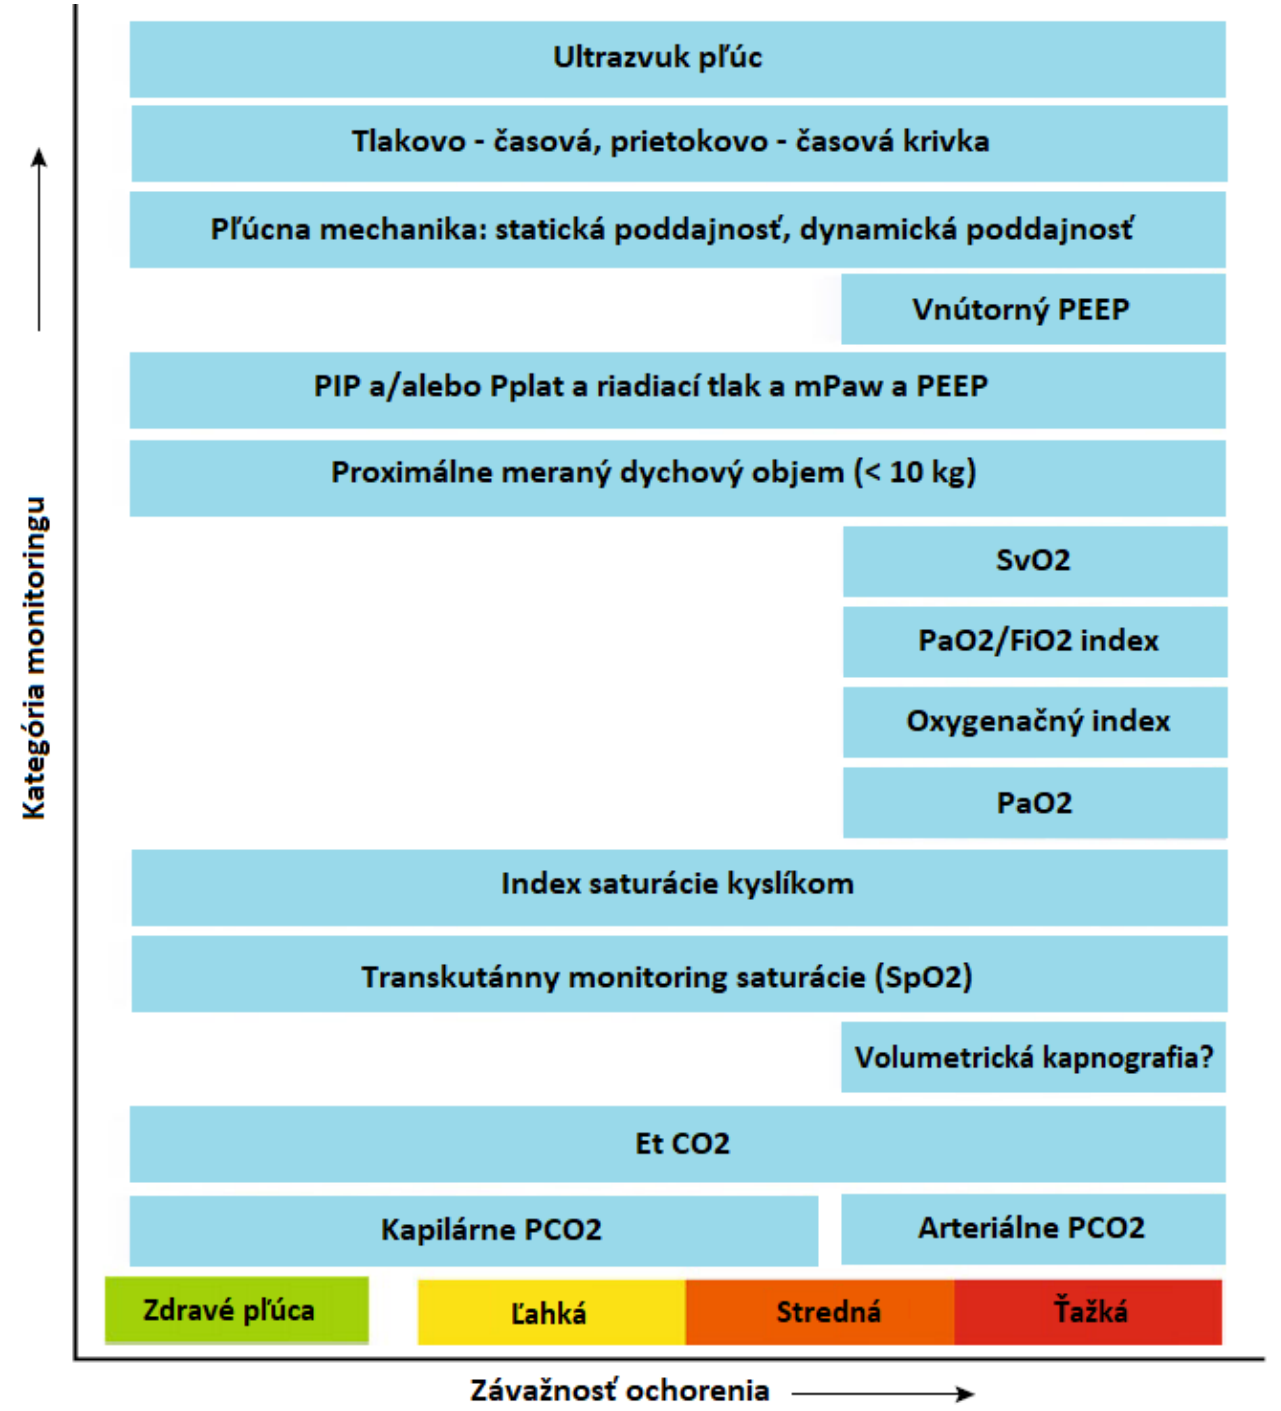 Ultrazvuk pľúc
Tlakovo - časová, prietokovo - časová krivka
Pľúcna mechanika: statická poddajnosť, dynamická poddajnosť
Vnútorný PEEP
PIP a/alebo Pplat a riadiací tlak a mPaw a PEEP
Proximálne meraný dychový objem (< 10 kg)
SvO2
PaO2/FiO2 index
Oxygenačný index
PaO2
Index saturácie kyslíkom
Transkutánny monitoring saturácie (SpO2)
Volumetrická kapnografia?
Et CO2
Kapilárne PCO2
Arteriálne PCO2
Zdravé pľúca
Ľahká
Stredná
Ťažká
Závažnosť ochorenia
Kategória monitoringu